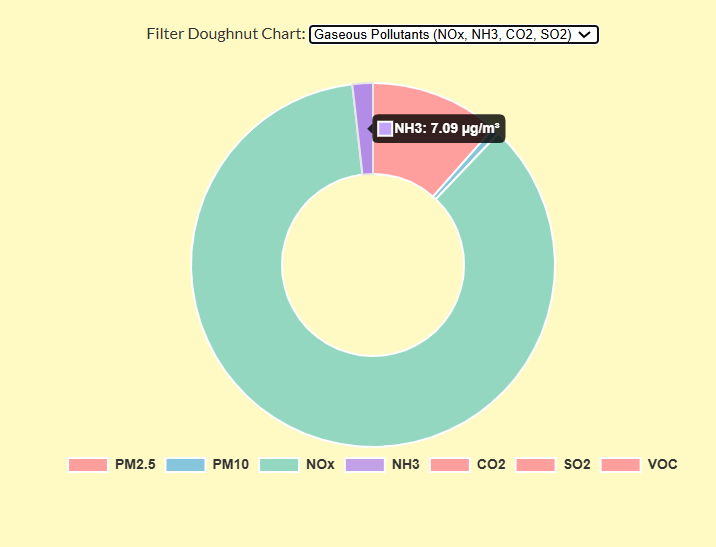 Filter Doughnut Chart: Gaseous Pollutants (NOx, NH3, CO2, SO2)
NH3: 7.09 µg/m³
PM2.5 PM10 NOx NH3 CO2 SO2 VOC